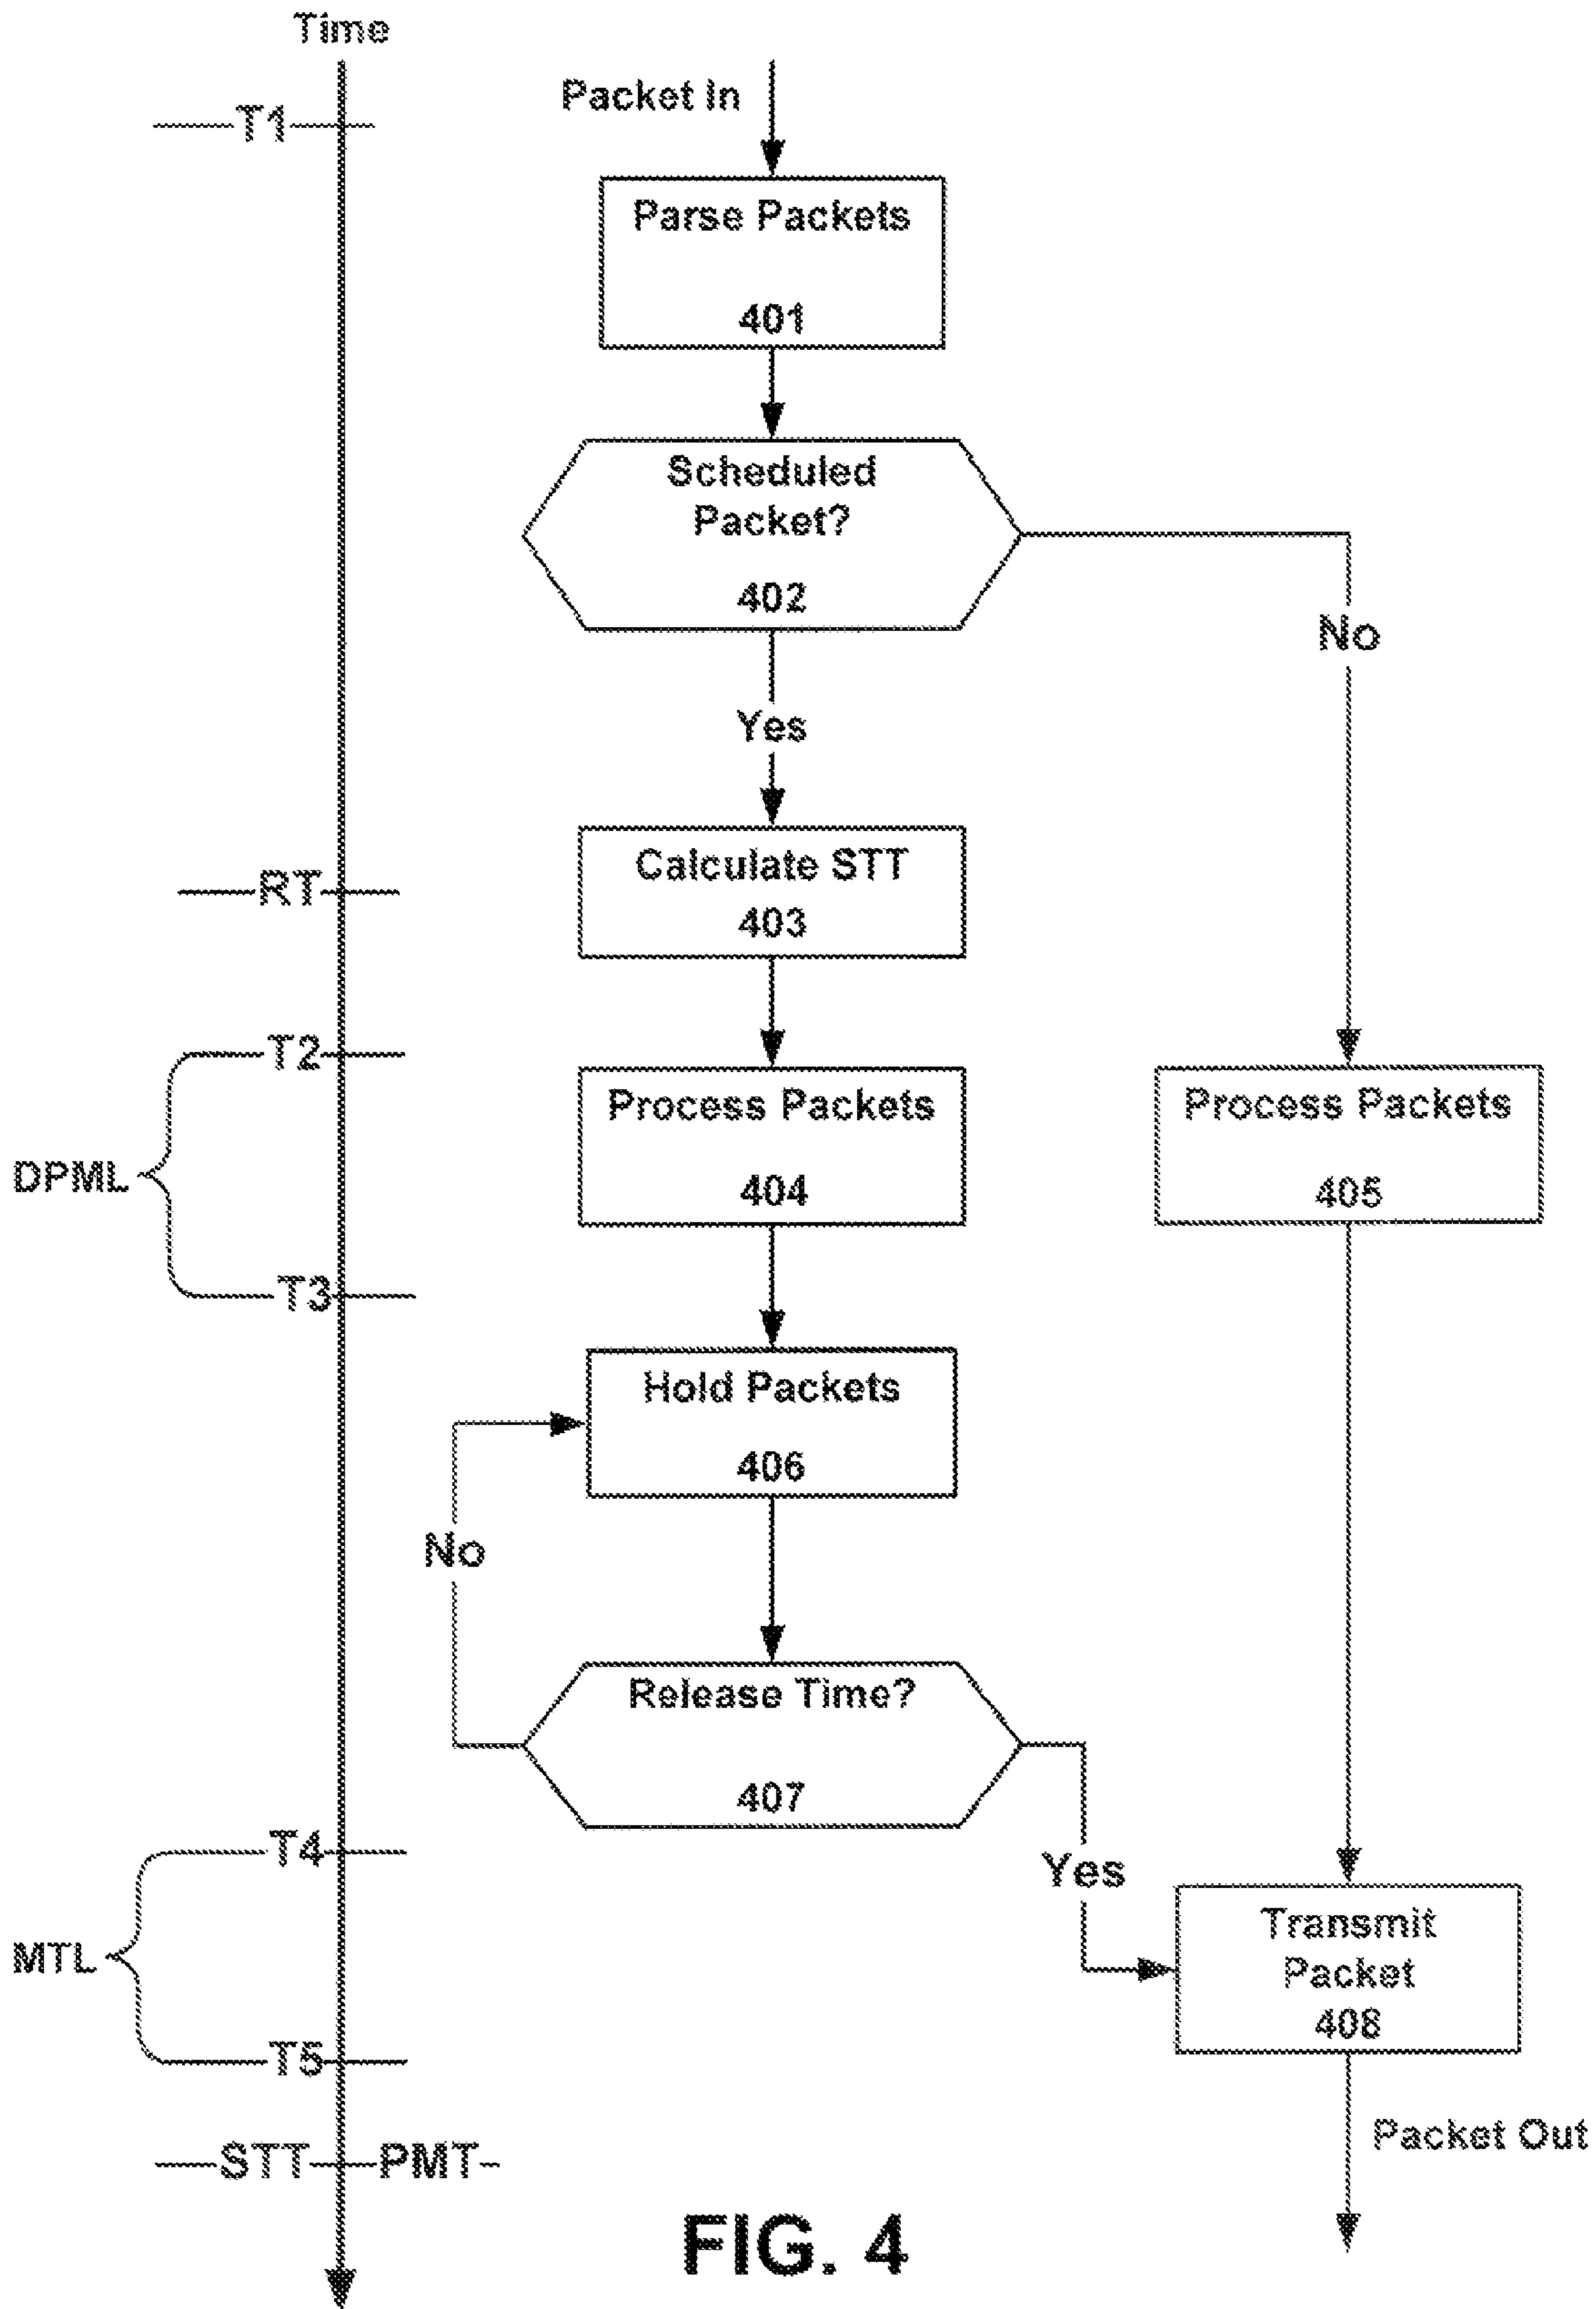 Time
Packet In
T1
Parse Packets
401
Scheduled
Packet?
402
No
Yes
Calculate STT
403
RT
T2
Process Packets
404
Process Packets
405
DPML
T3
Hold Packets
406
No
Release Time?
407
T4
Yes
Transmit
Packet
408
MTL
T5
Packet Out
STT
PMT
FIG. 4